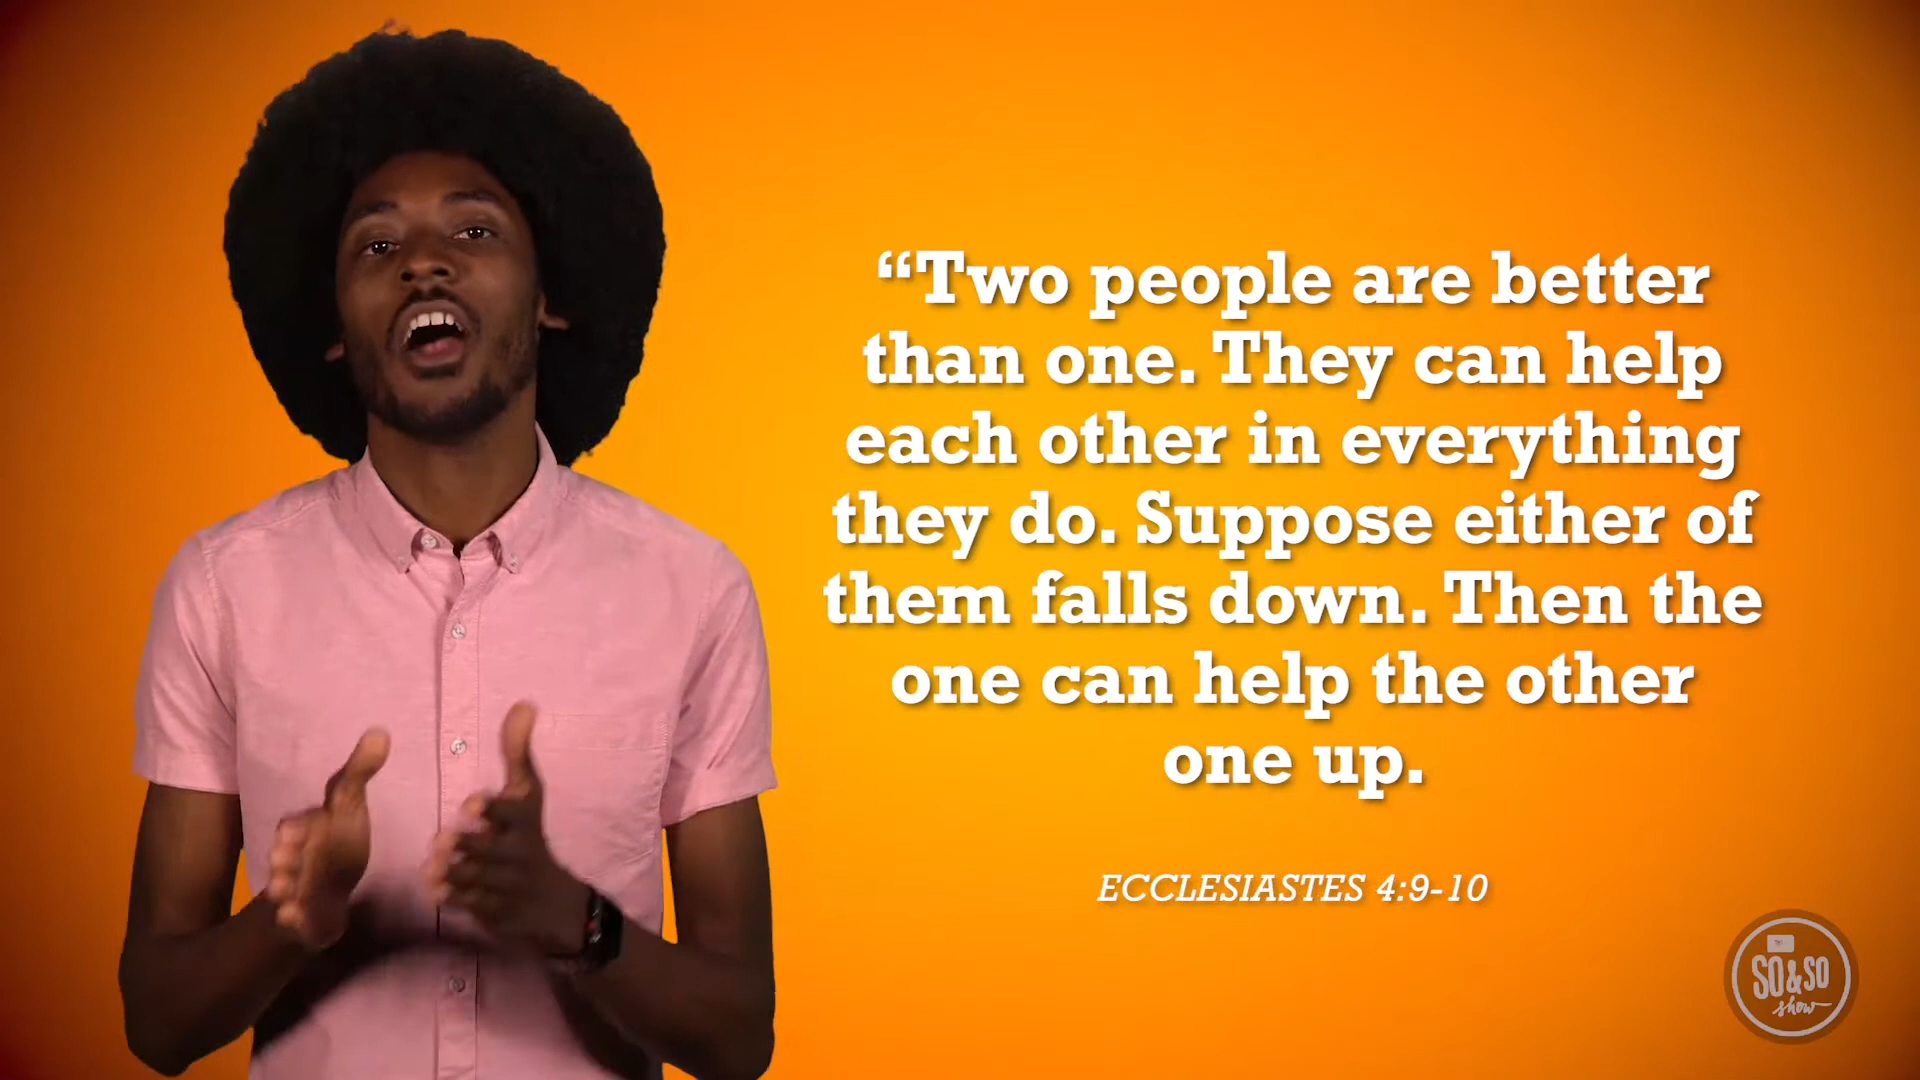 “Two people are better
than one. They can help
each other in everything
they do. Suppose either of
them falls down. Then the
one can help the other
one up.
ECCLESIASTES 4:9-10
SO&SO
show